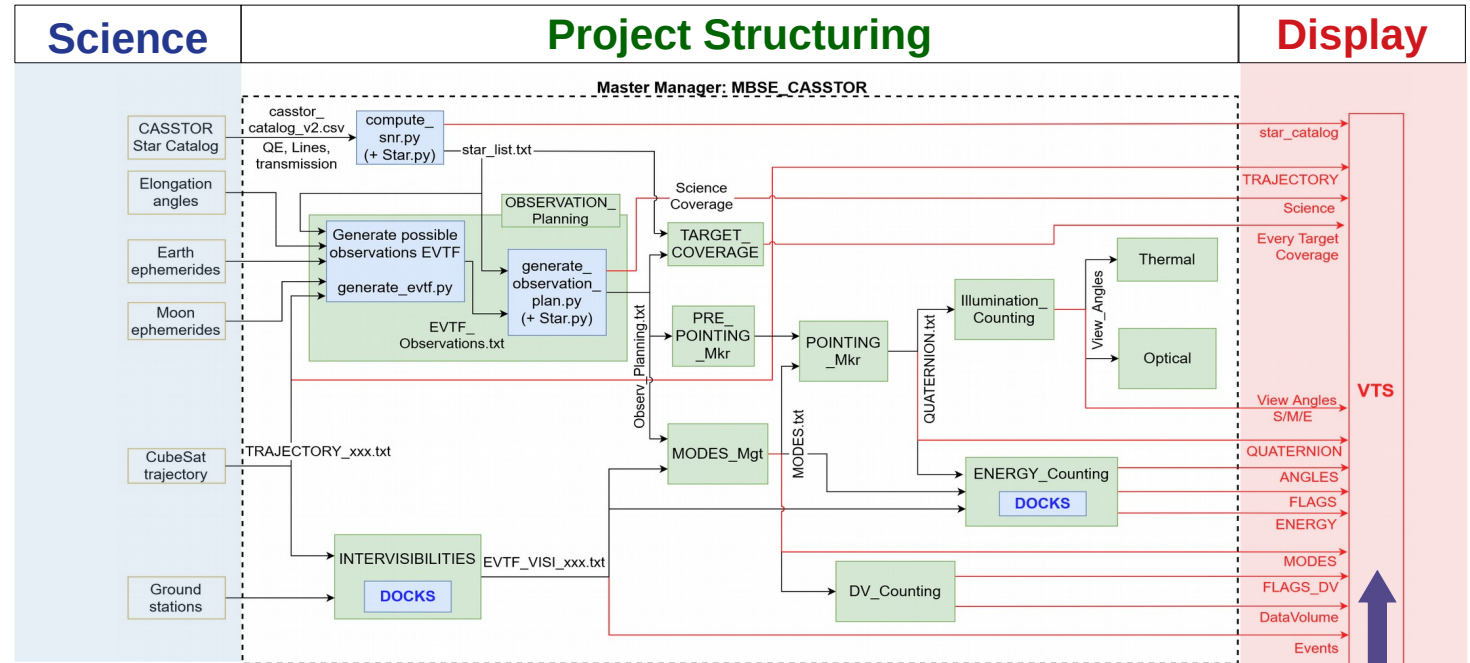 Science
Project Structuring
Display
Master Manager: MBSE_CASSTOR
CASSTOR
Star Catalog
casstor_
catalog_v2.csv
QE, Lines,
transmission
compute_
snr.py
(+ Star.py)
star_list.txt
star_catalog
Elongation
angles
TRAJECTORY
OBSERVATION_
Planning
Science
Coverage
Science
Earth
ephemerides
Generate possible
observations EVTF
generate_evtf.py
generate_
observation_
plan.py
(+ Star.py)
TARGET_
COVERAGE
Every Target
Coverage
Thermal
Moon
ephemerides
EVTF_
Observations.txt
Observ_Planning.txt
PRE_
POINTING
_Mkr
POINTING
_Mkr
QUATERNION.txt
Illumination_
Counting
View_Angles
Optical
VTS
View Angles
S/M/E
CubeSat
trajectory
TRAJECTORY_xxx.txt
MODES_Mgt
MODES.txt
QUATERNION
ENERGY_Counting
DOCKS
ANGLES
FLAGS
ENERGY
INTERVISIBILITIES
DOCKS
EVTF_VISI_xxx.txt
MODES
Ground
stations
DV_Counting
FLAGS_DV
DataVolume
Events